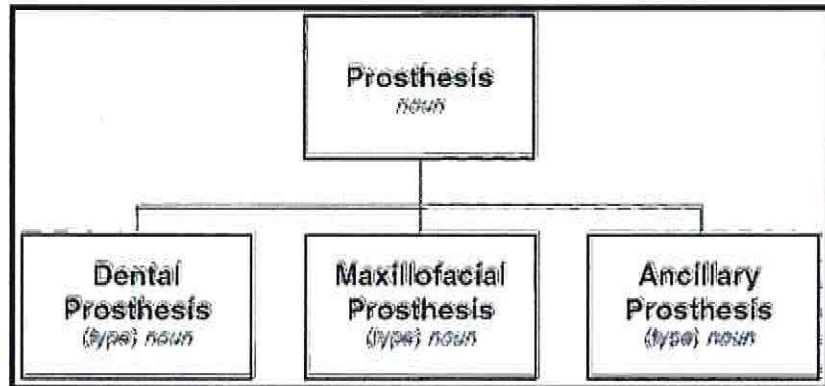 Prosthesis
noun
Dental
Prosthesis
(type) noun
Maxillofacial
Prosthesis
(type) noun
Ancillary
Prosthesis
(type) noun